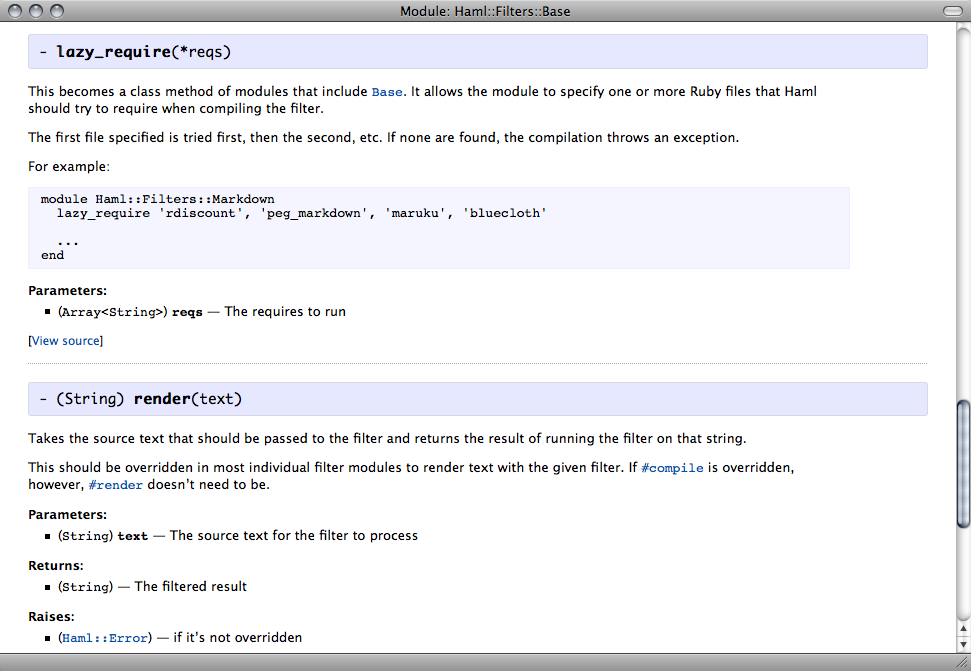 Module: Haml::Filters::Base
- lazy_require(*reqs)
This becomes a class method of modules that include Base. It allows the module to specify one or more Ruby files that Haml
should try to require when compiling the filter.
The first file specified is tried first, then the second, etc. If none are found, the compilation throws an exception.
For example:
module Haml::Filters::Markdown
  lazy_require 'rdiscount', 'peg_markdown', 'maruku', 'bluecloth'
  ...
end
Parameters:
▪ (Array<String>) reqs — The requires to run
[View source]
- (String) render(text)
Takes the source text that should be passed to the filter and returns the result of running the filter on that string.
This should be overridden in most individual filter modules to render text with the given filter. If #compile is overridden,
however, #render doesn't need to be.
Parameters:
▪ (String) text — The source text for the filter to process
Returns:
▪ (String) — The filtered result
Raises:
▪ (Haml::Error) — if it's not overridden